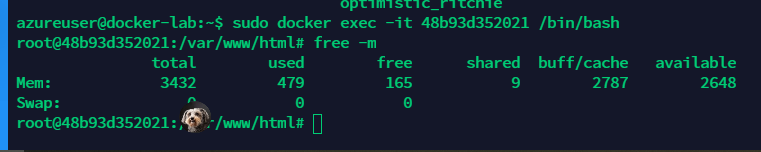 optimistic_ritchie
azureuser@docker-lab:~$ sudo docker exec -it 48b93d352021 /bin/bash
root@48b93d352021:/var/www/html# free -m
total used free shared buff/cache available
Mem: 3432 479 165 9 2787 2648
Swap: 0 0 0
root@48b93d352021:/var/www/html#